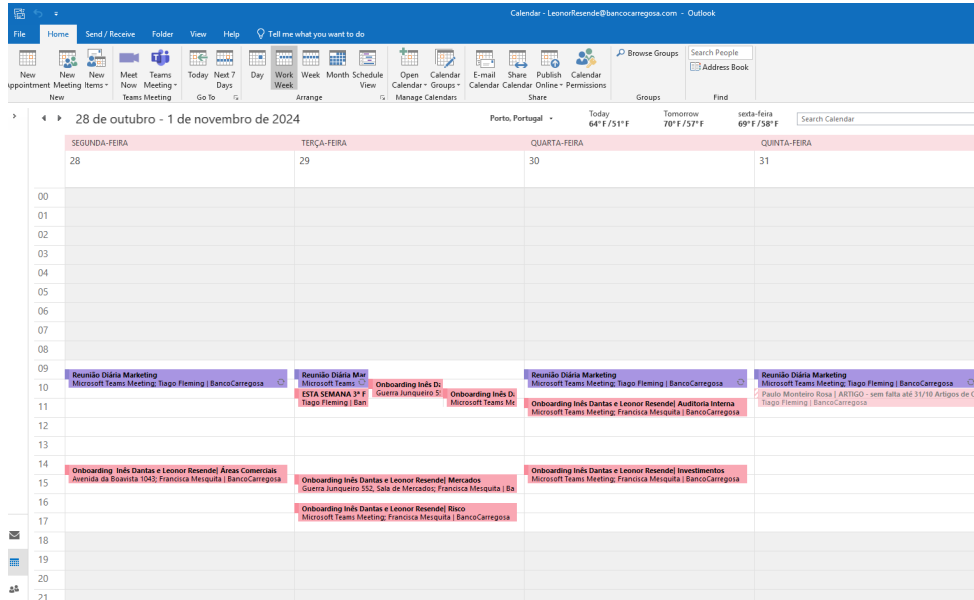 Calendar - LeonorResende@bancocarregosa.com - Outlook
File Home Send / Receive Folder View Help Tell me what you want to do
New Appointment
New Meeting
New Items
Meet Now
Teams Meeting
Today
Next 7 Days
Day
Work Week
Week
Month
Schedule View
Open Calendar
Calendar Groups
E-mail Calendar
Share Calendar
Publish Online
Calendar Permissions
Browse Groups
Search People
Address Book
New
Teams Meeting
Go To
Arrange
Manage Calendars
Share
Groups
Find
28 de outubro - 1 de novembro de 2024
Porto, Portugal
Today
64°F/51°F
Tomorrow
70°F/57°F
sexta-feira
69°F/58°F
Search Calendar
SEGUNDA-FEIRA
TERÇA-FEIRA
QUARTA-FEIRA
QUINTA-FEIRA
28
29
30
31
00
01
02
03
04
05
06
07
08
09
Reunião Diária Marketing
Microsoft Teams Meeting; Tiago Fleming | BancoCarregosa
Reunião Diária Mar
Microsoft Teams
Reunião Diária Marketing
Microsoft Teams Meeting; Tiago Fleming | BancoCarregosa
Reunião Diária Marketing
Microsoft Teams Meeting; Tiago Fleming | BancoCarregosa
10
Onboarding Inês Da
Guerra Junqueiro 5
ESTA SEMANA 3ª F
Tiago Fleming | Ban
Onboarding Inês D
Microsoft Teams Me
Paulo Monteiro Rosa | ARTIGO - sem falta até 31/10 Artigos de
Tiago Fleming | BancoCarregosa
11
Onboarding Inês Dantas e Leonor Resende| Auditoria Interna
Microsoft Teams Meeting; Francisca Mesquita | BancoCarregosa
12
13
14
Onboarding Inês Dantas e Leonor Resende| Áreas Comerciais
Avenida da Boavista 1043; Francisca Mesquita | BancoCarregosa
Onboarding Inês Dantas e Leonor Resende| Investimentos
Microsoft Teams Meeting; Francisca Mesquita | BancoCarregosa
15
Onboarding Inês Dantas e Leonor Resende| Mercados
Guerra Junqueiro 552, Sala de Mercados; Francisca Mesquita | Ba
16
Onboarding Inês Dantas e Leonor Resende| Risco
Microsoft Teams Meeting; Francisca Mesquita | BancoCarregosa
17
18
19
20
21